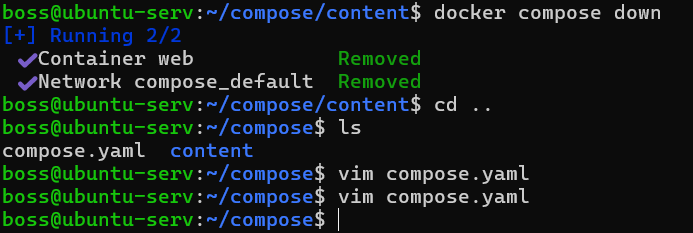 boss@ubuntu-serv:~/compose/content$ docker compose down
[+] Running 2/2
✔Container web Removed
✔Network compose_default Removed
boss@ubuntu-serv:~/compose/content$ cd ..
boss@ubuntu-serv:~/compose$ ls
compose.yaml content
boss@ubuntu-serv:~/compose$ vim compose.yaml
boss@ubuntu-serv:~/compose$ vim compose.yaml
boss@ubuntu-serv:~/compose$